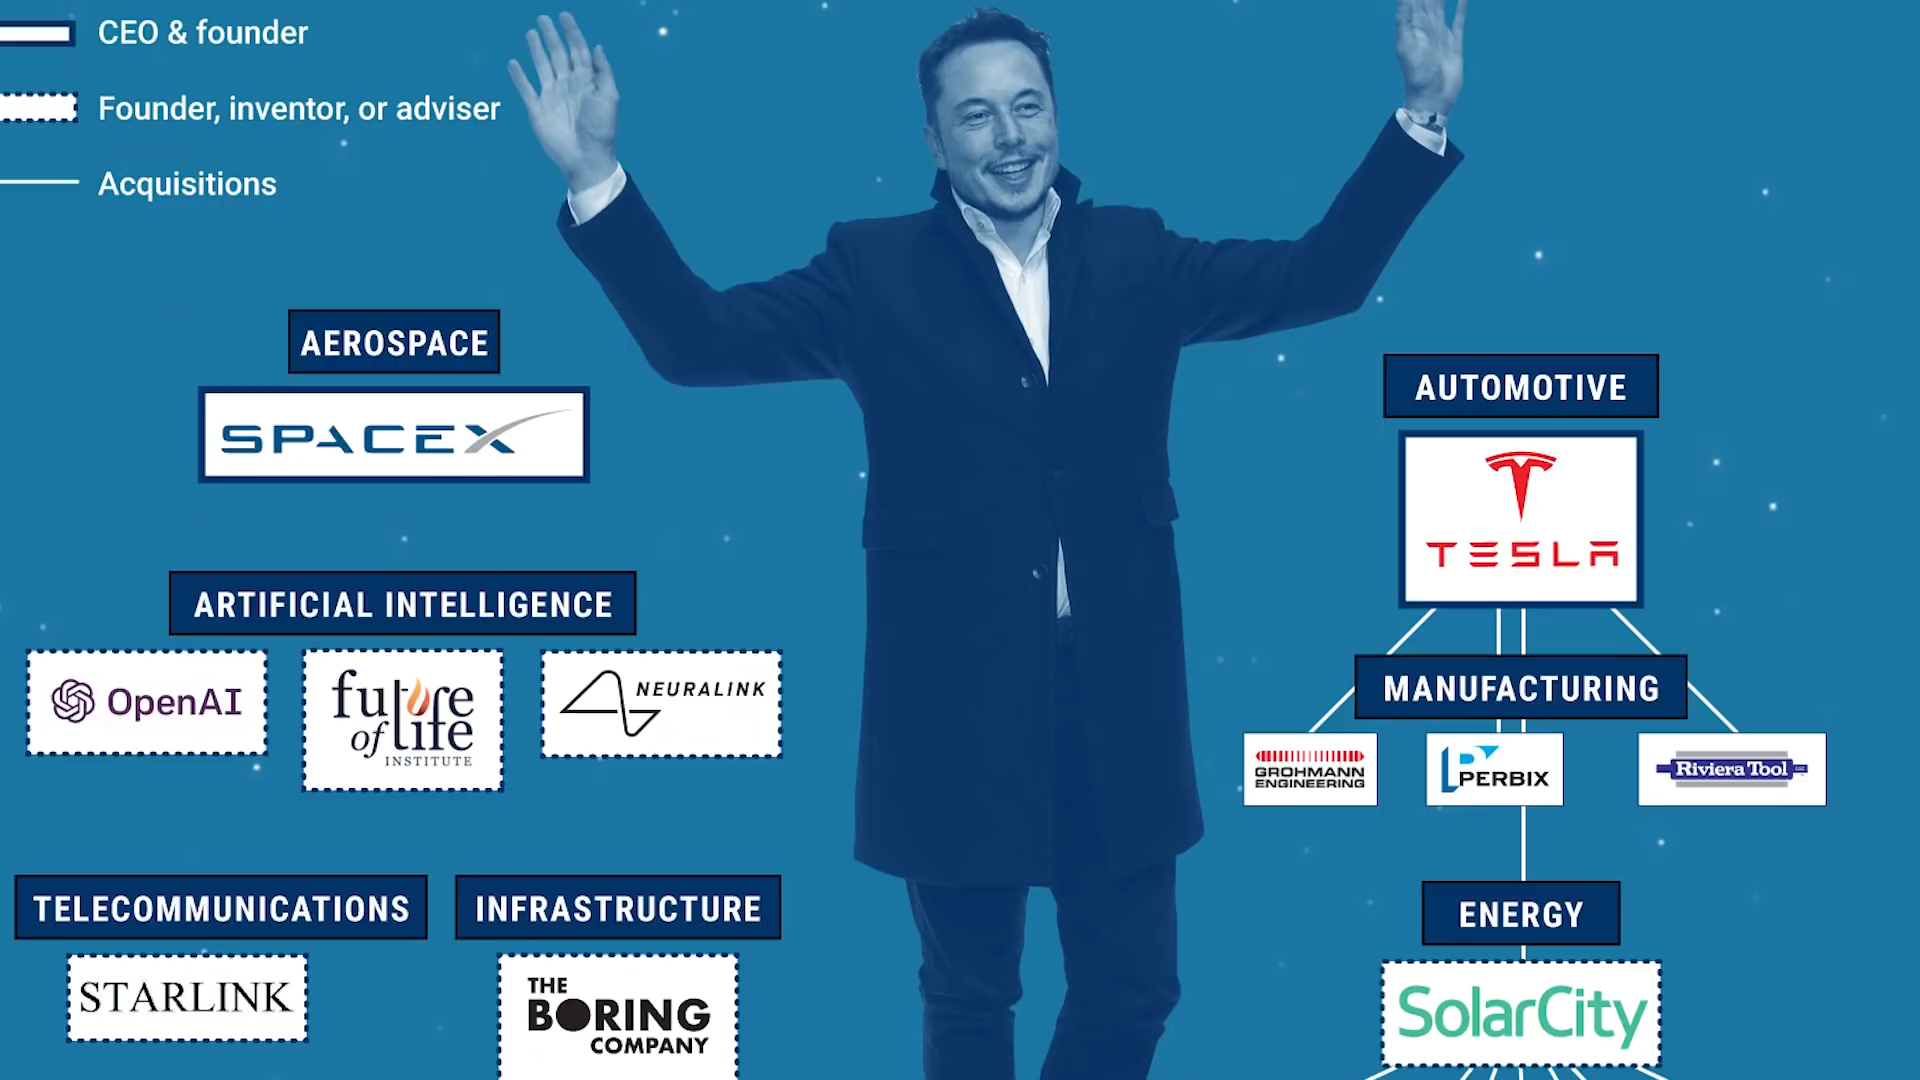 CEO & founder
Founder, inventor, or adviser
Acquisitions
AEROSPACE
SPACEX
ARTIFICIAL INTELLIGENCE
OpenAI
future
of life
INSTITUTE
NEURALINK
TELECOMMUNICATIONS
STARLINK
INFRASTRUCTURE
THE
BORING
COMPANY
AUTOMOTIVE
TESLA
MANUFACTURING
GROHMANN
ENGINEERING
PERBIX
Riviera Tool
ENERGY
SolarCity